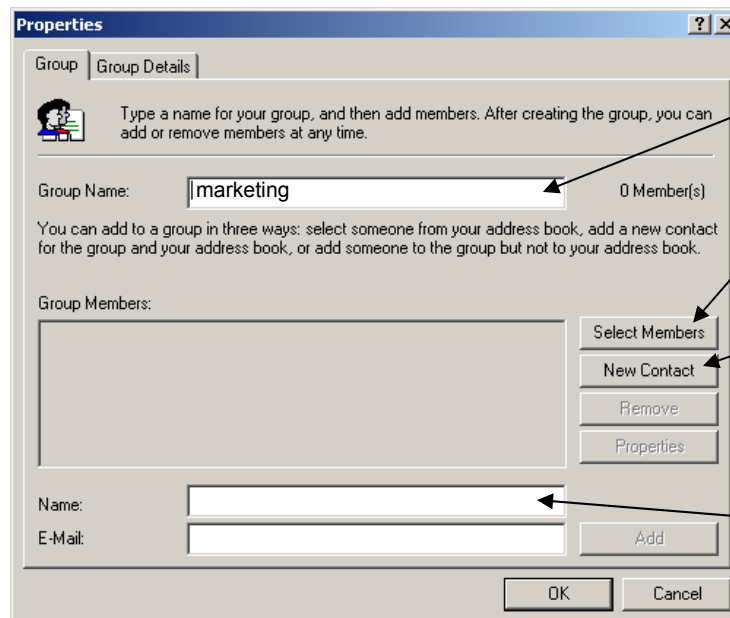 Properties
Group
Group Details
Type a name for your group, and then add members. After creating the group, you can
add or remove members at any time.
Group Name:
marketing
0 Member(s)
You can add to a group in three ways: select someone from your address book, add a new contact
for the group and your address book, or add someone to the group but not to your address book.
Group Members:
Select Members
New Contact
Remove
Properties
Name:
E-Mail:
Add
OK
Cancel